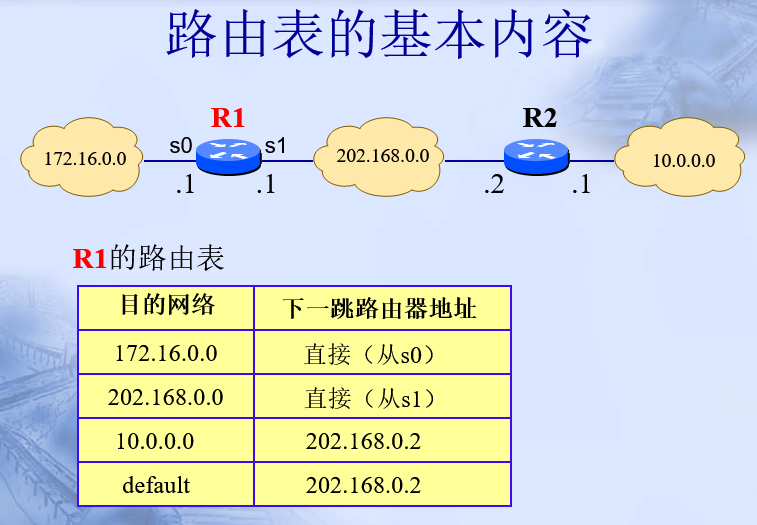 路由表的基本内容
R1
R2
172.16.0.0
s0
s1
202.168.0.0
10.0.0.0
.1
.1
.2
.1
R1的路由表
目的网络 下一跳路由器地址
172.16.0.0 直接（从s0）
202.168.0.0 直接（从s1）
10.0.0.0 202.168.0.2
default 202.168.0.2